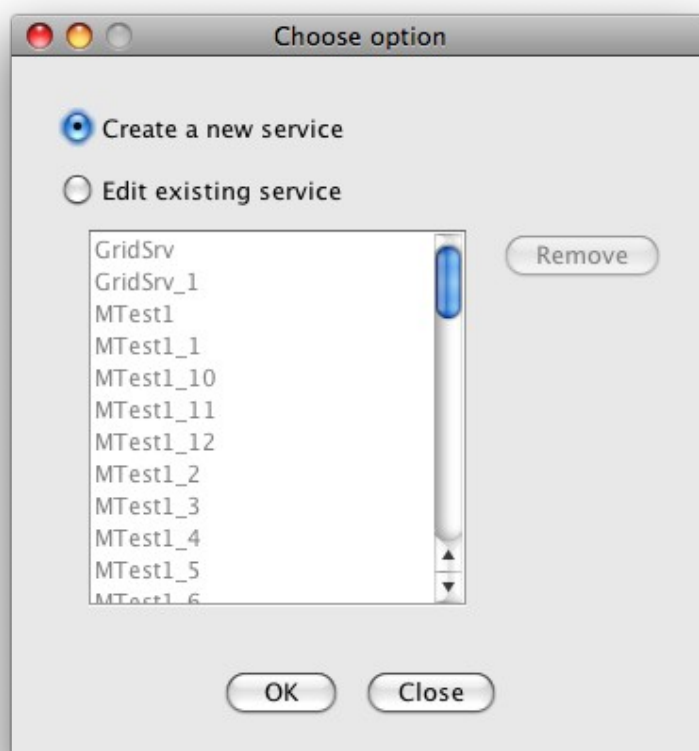 Choose option
Create a new service
Edit existing service
GridSrv
Remove
GridSrv_1
MTest1
MTest1_1
MTest1_10
MTest1_11
MTest1_12
MTest1_2
MTest1_3
MTest1_4
MTest1_5
MTest1_6
OK
Close